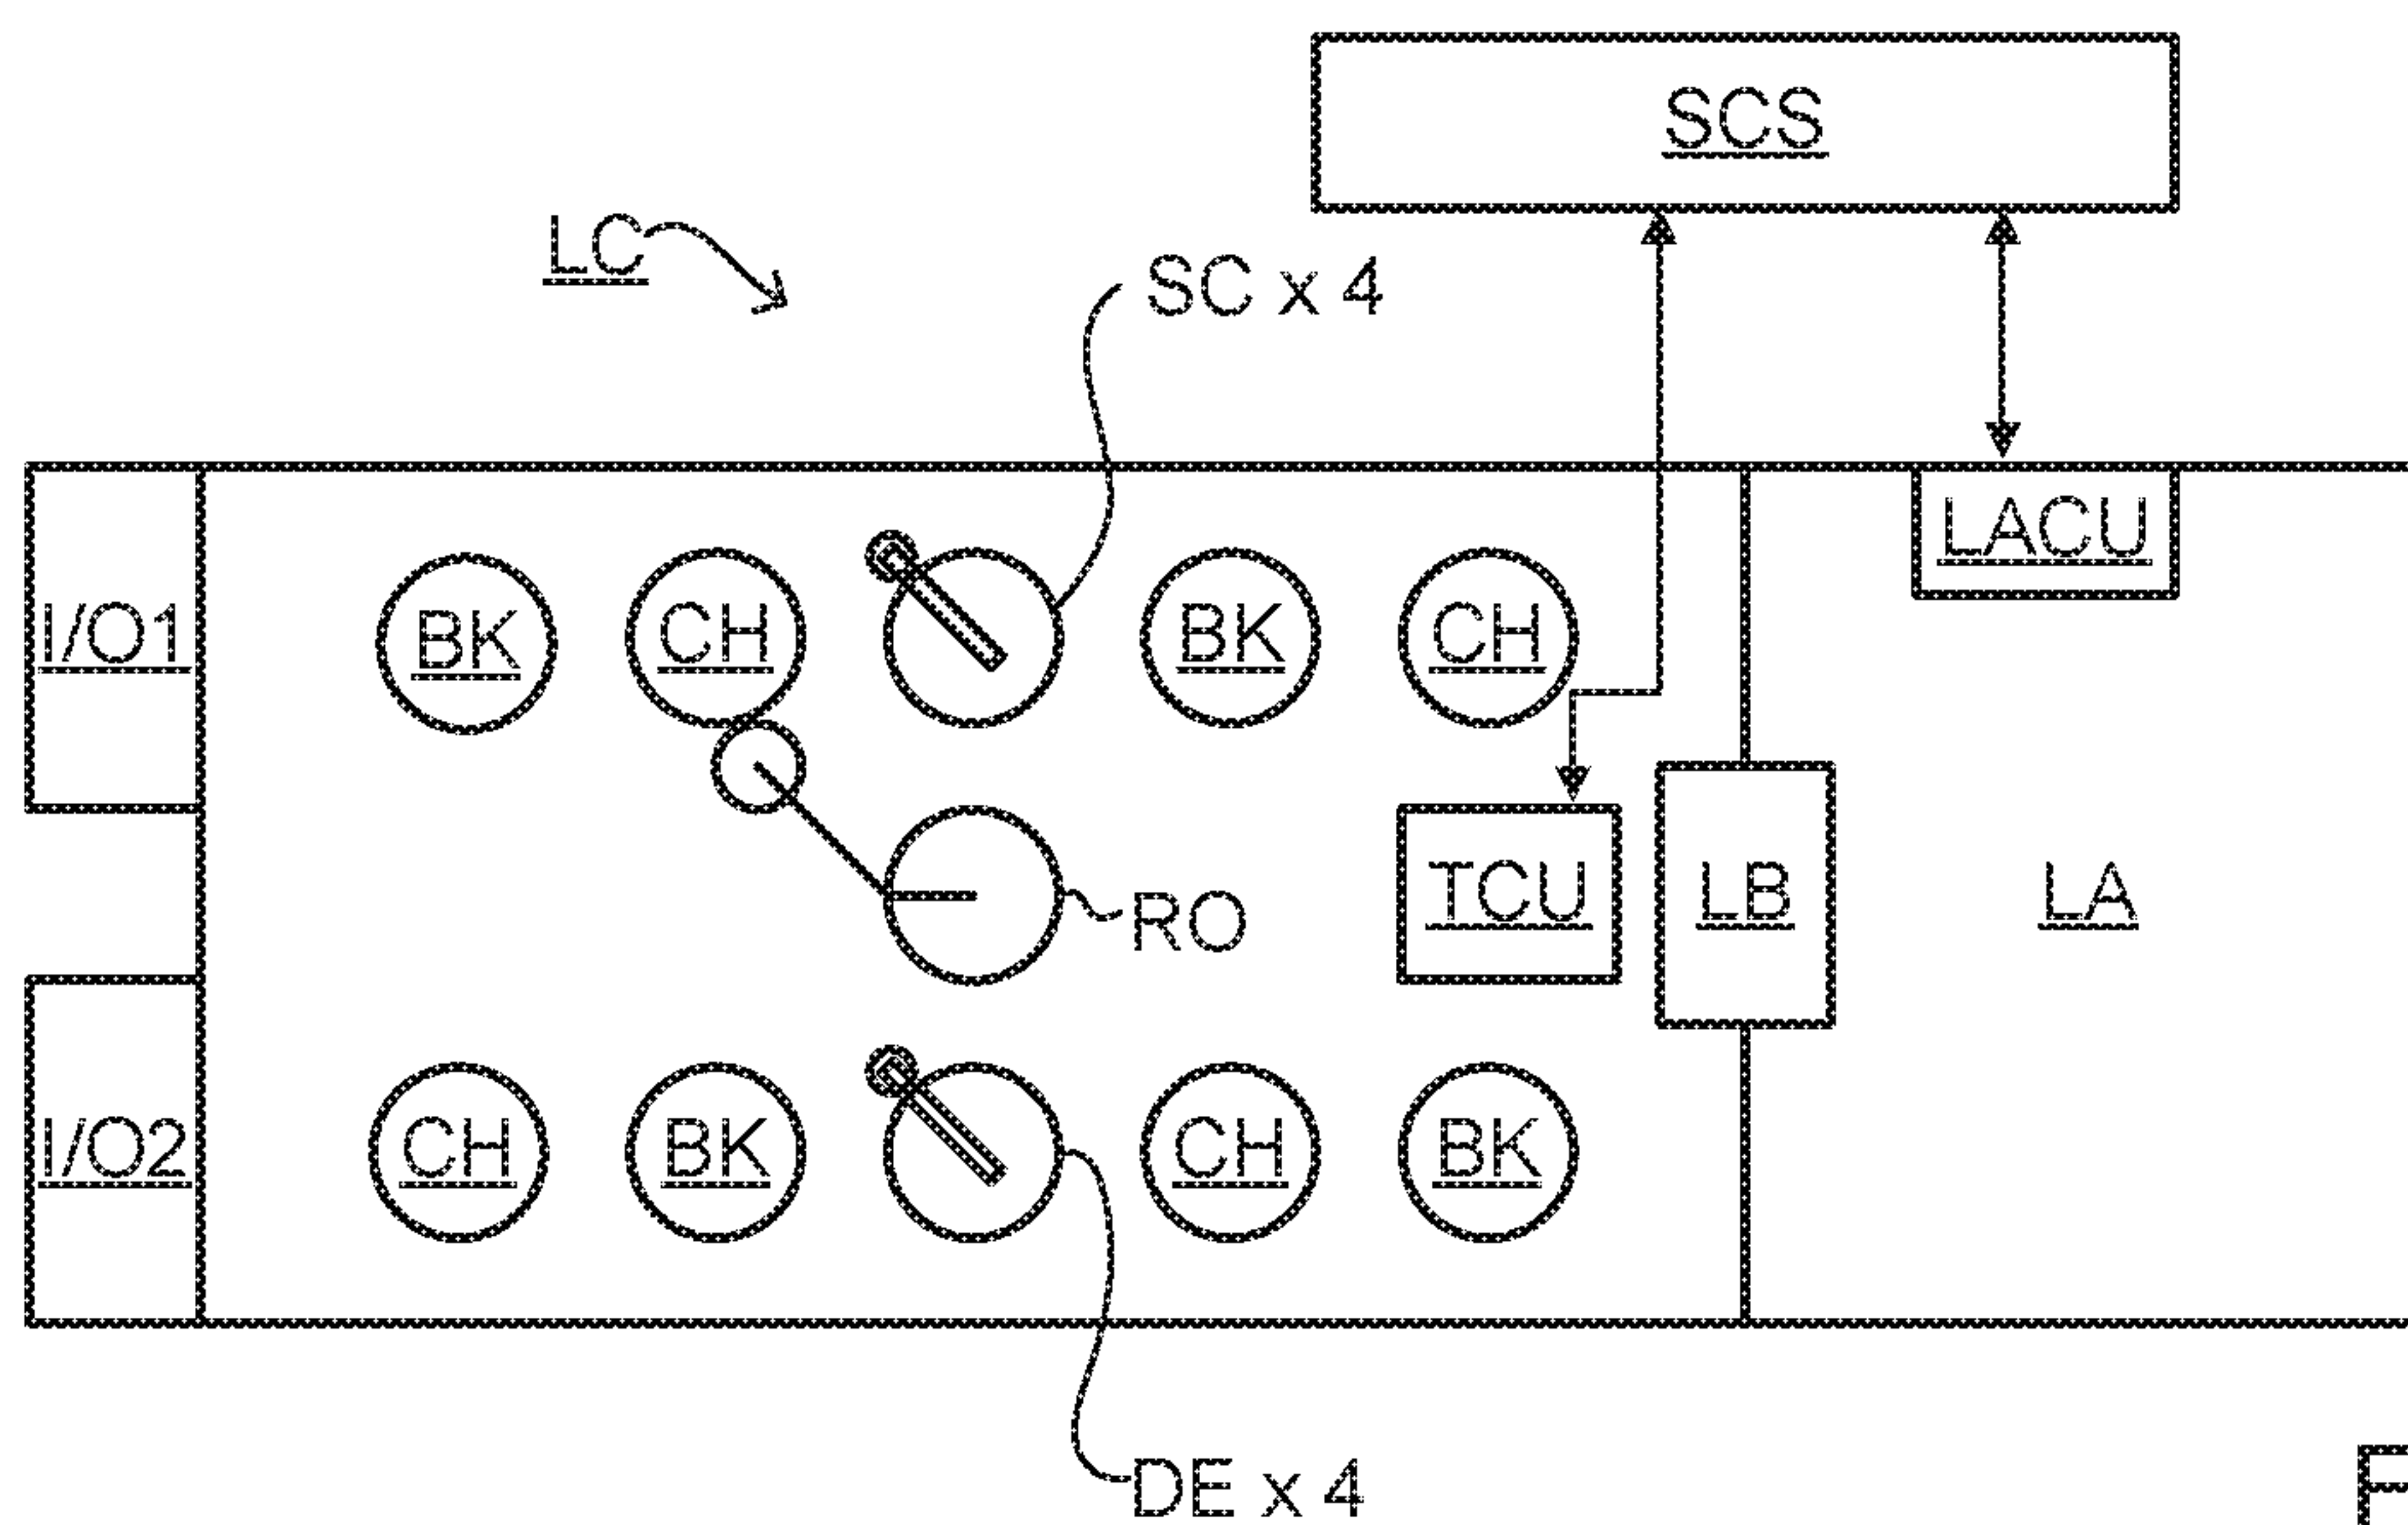 SCS
LC
SC x 4
LACU
I/O1
BK
CH
BK
CH
TCU
LB
LA
RO
I/O2
CH
BK
CH
BK
DE x 4
F